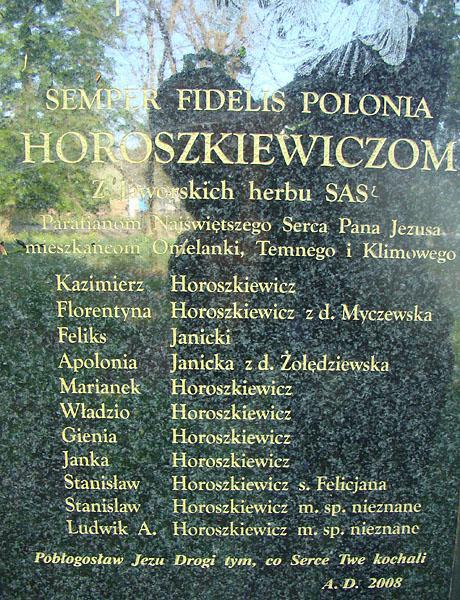 SEMPER FIDELIS POLONIA
HOROSZKIEWICZOM
Z Jaworskich herbu SAS
Parafianom Najświętszego Serca Pana Jezusa
mieszkańcom Omelanki, Temnego i Klimowego
Kazimierz Horoszkiewicz
Florentyna Horoszkiewicz z d. Myczewska
Feliks Janicki
Apolonia Janicka z d. Żołędziewska
Marianek Horoszkiewicz
Władzio Horoszkiewicz
Gienia Horoszkiewicz
Janka Horoszkiewicz
Stanisław Horoszkiewicz s. Felicjana
Stanisław Horoszkiewicz m. sp. nieznane
Ludwik A. Horoszkiewicz m. sp. nieznane
Pobłogosław Jezu Drogi tym, co Serce Twe kochali
A. D. 2008